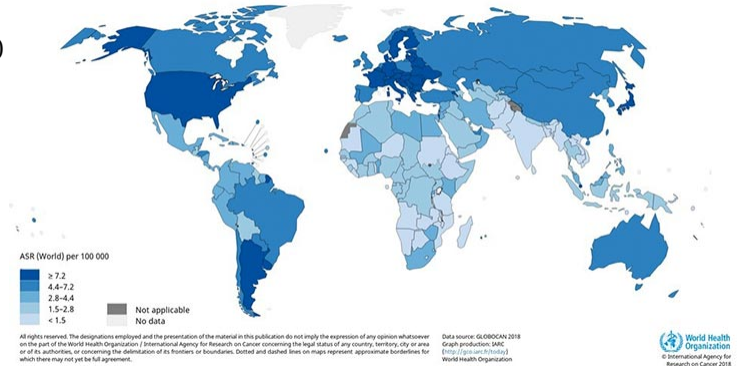 )
ASR (World) per 100 000
≥ 7.2
4.4–7.2
2.8–4.4
1.5–2.8
< 1.5
Not applicable
No data
All rights reserved. The designations employed and the presentation of the material in this publication do not imply the expression of any opinion whatsoever
on the part of the World Health Organization / International Agency for Research on Cancer concerning the legal status of any country, territory, city or area
or of its authorities, or concerning the delimitation of its frontiers or boundaries. Dotted and dashed lines on maps represent approximate borderlines for
which there may not yet be full agreement.
Data source: GLOBOCAN 2018
Graph production: IARC
(http://gco.iarc.fr/today)
World Health Organization
World Health
Organization
© International Agency for
Research on Cancer 2018